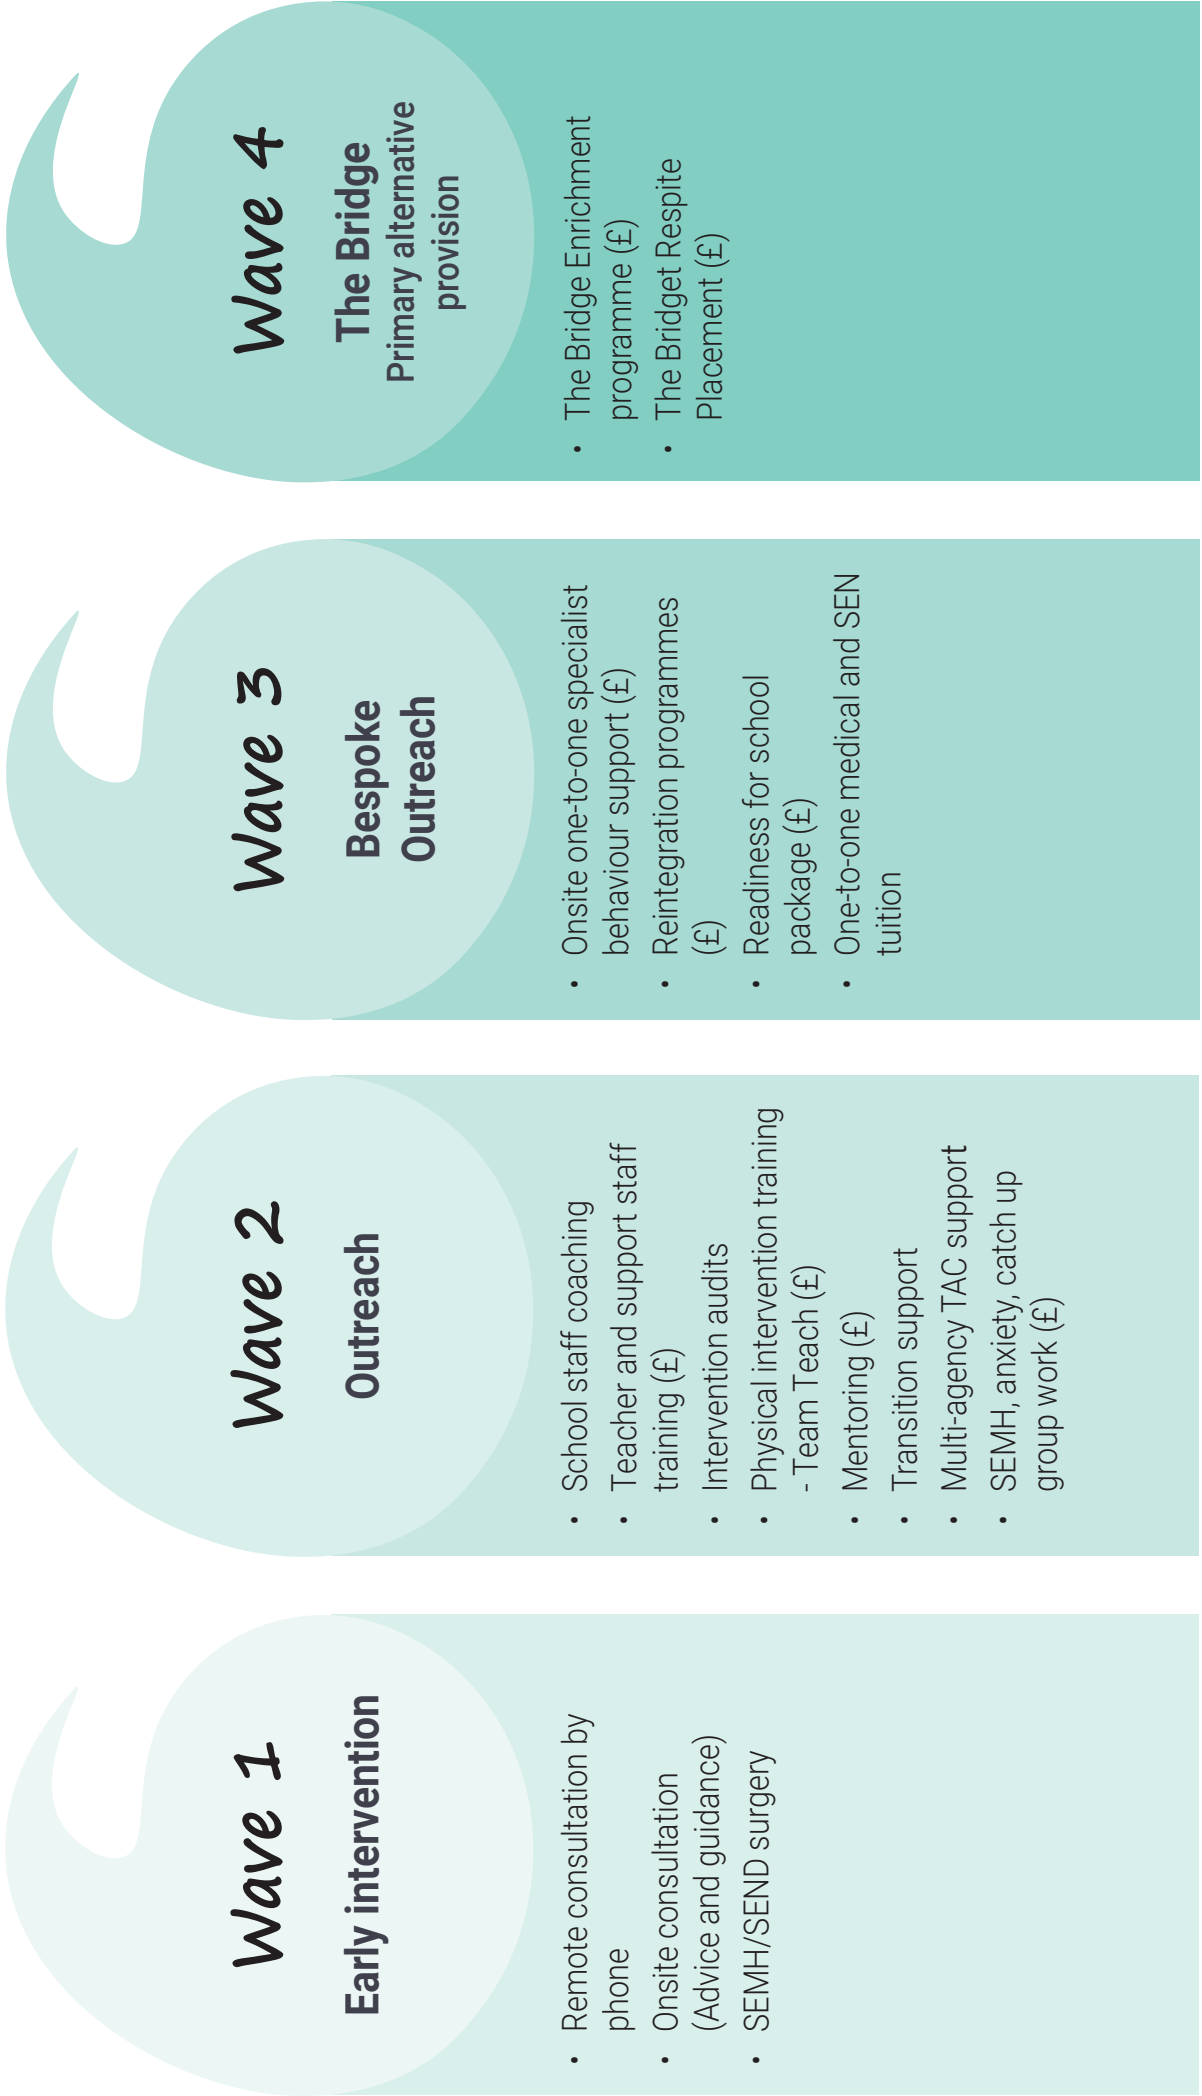 Wave 1
Early intervention
• Remote consultation by
phone
• Onsite consultation
(Advice and guidance)
• SEMH/SEND surgery
Wave 2
Outreach
• School staff coaching
• Teacher and support staff
training (£)
• Intervention audits
• Physical intervention training
- Team Teach (£)
• Mentoring (£)
• Transition support
• Multi-agency TAC support
• SEMH, anxiety, catch up
group work (£)
Wave 3
Bespoke
Outreach
• Onsite one-to-one specialist
behaviour support (£)
• Reintegration programmes
(£)
• Readiness for school
package (£)
• One-to-one medical and SEN
tuition
Wave 4
The Bridge
Primary alternative
provision
• The Bridge Enrichment
programme (£)
• The Bridget Respite
Placement (£)